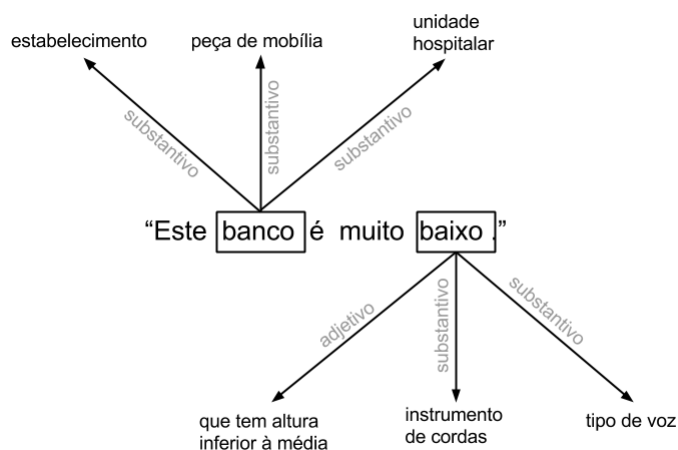 estabelecimento
peça de mobília
unidade
hospitalar
substantivo
substantivo
substantivo
“Este banco é muito baixo.”
adjetivo
substantivo
substantivo
que tem altura
inferior à média
instrumento
de cordas
tipo de voz